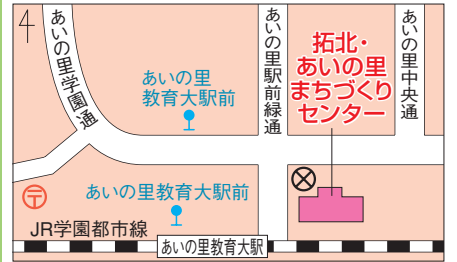 あいの里学園通
あいの里
教育大駅前
あいの里駅前緑通
拓北・
あいの里
まちづくり
センター
あいの里中央通
あいの里教育大駅前
JR学園都市線
あいの里教育大駅